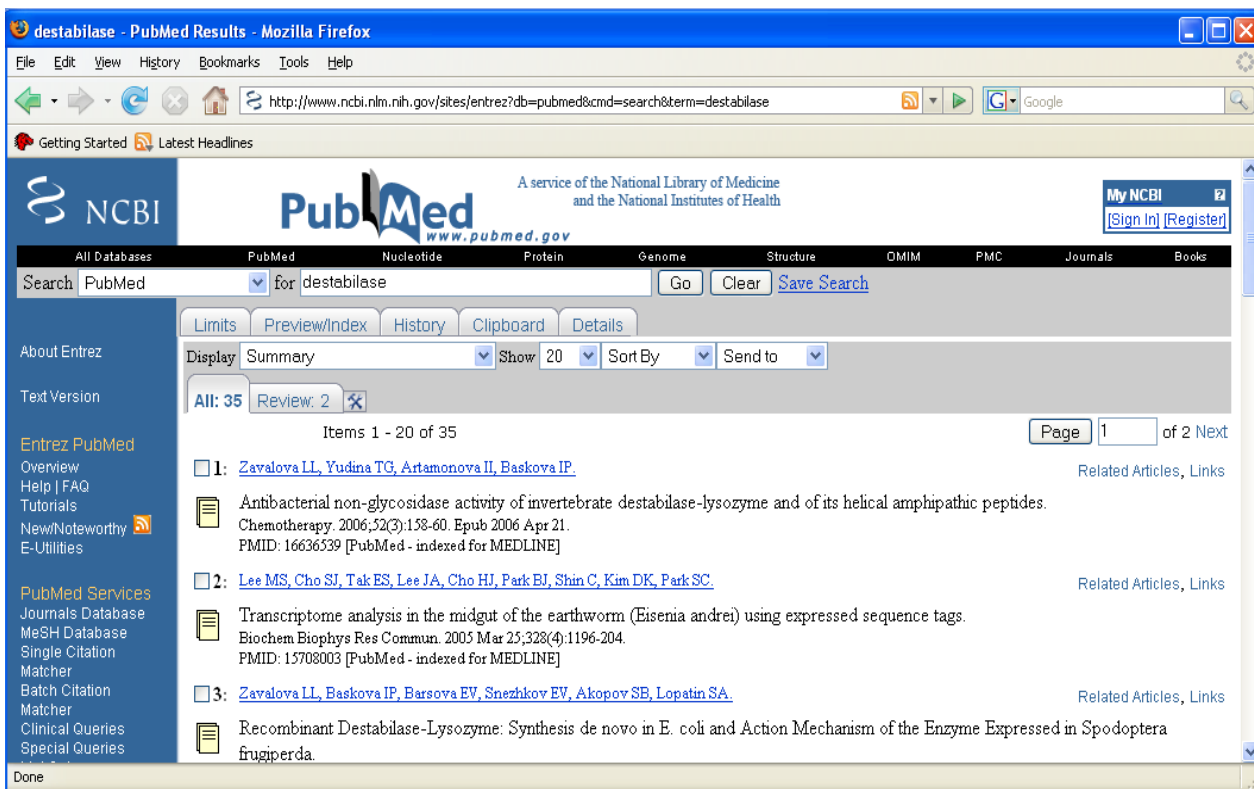 destabilase - PubMed Results - Mozilla Firefox
File Edit View History Bookmarks Tools Help
http://www.ncbi.nlm.nih.gov/sites/entrez?db=pubmed&cmd=search&term=destabilase G Google
Getting Started Latest Headlines
NCBI
PubMed
www.pubmed.gov
A service of the National Library of Medicine
and the National Institutes of Health
My NCBI ?
[Sign In] [Register]
All Databases PubMed Nucleotide Protein Genome Structure OMIM PMC Journals Books
Search PubMed for destabilase Go Clear Save Search
Limits Preview/Index History Clipboard Details
About Entrez
Display Summary Show 20 Sort By Send to
Text Version
All: 35 Review: 2
Items 1 - 20 of 35 Page 1 of 2 Next
Entrez PubMed
Overview
Help | FAQ
Tutorials
New/Noteworthy
E-Utilities
PubMed Services
Journals Database
MeSH Database
Single Citation
Matcher
Batch Citation
Matcher
Clinical Queries
Special Queries
1: Zavalova LL, Yudina TG, Artamonova II, Baskova IP. Related Articles, Links
Antibacterial non-glycosidase activity of invertebrate destabilase-lysozyme and of its helical amphipathic peptides.
Chemotherapy. 2006;52(3):158-60. Epub 2006 Apr 21.
PMID: 16636539 [PubMed - indexed for MEDLINE]
2: Lee MS, Cho SJ, Tak ES, Lee JA, Cho HJ, Park BJ, Shin C, Kim DK, Park SC. Related Articles, Links
Transcriptome analysis in the midgut of the earthworm (Eisenia andrei) using expressed sequence tags.
Biochem Biophys Res Commun. 2005 Mar 25;328(4):1196-204.
PMID: 15708003 [PubMed - indexed for MEDLINE]
3: Zavalova LL, Baskova IP, Barsova EV, Snezhkov EV, Akopov SB, Lopatin SA. Related Articles, Links
Recombinant Destabilase-Lysozyme: Synthesis de novo in E. coli and Action Mechanism of the Enzyme Expressed in Spodoptera
frugiperda.
Done